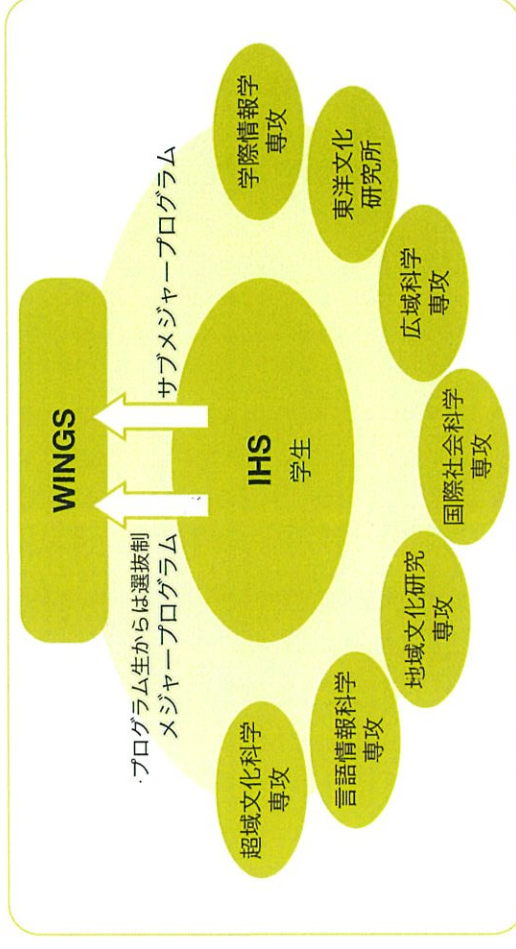 WINGS
・プログラム生からは選抜制
メジャープログラム
サブメジャープログラム
IHS
学生
超域文化科学
専攻
言語情報科学
専攻
地域文化研究
専攻
国際社会科学
専攻
広域科学
専攻
東洋文化
研究所
学際情報学
専攻